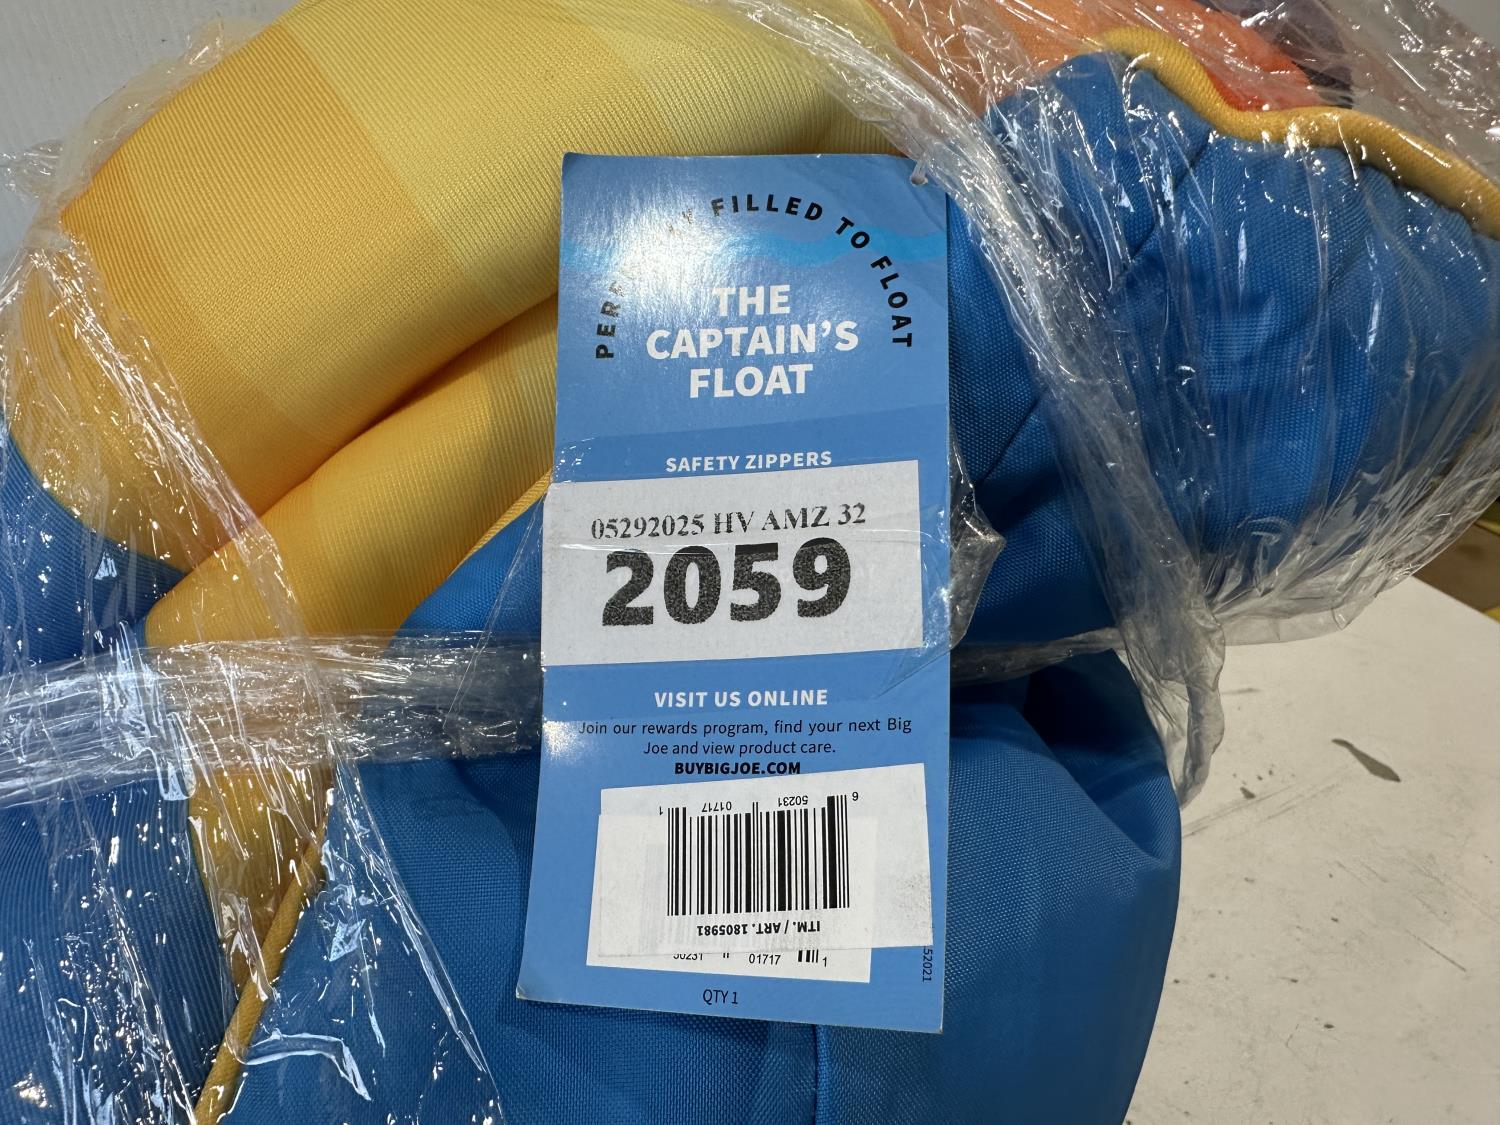 FILLED TO FLOAT
THE
CAPTAIN'S
FLOAT
SAFETY ZIPPERS
05292025 HV AMZ 32
2059
VISIT US ONLINE
Join our rewards program, find your next Big
Joe and view product care.
BUYBIGJOE.COM
6 50231 01717 1
ITM. / ART. 1805981
50231 01717 1
52021
QTY 1